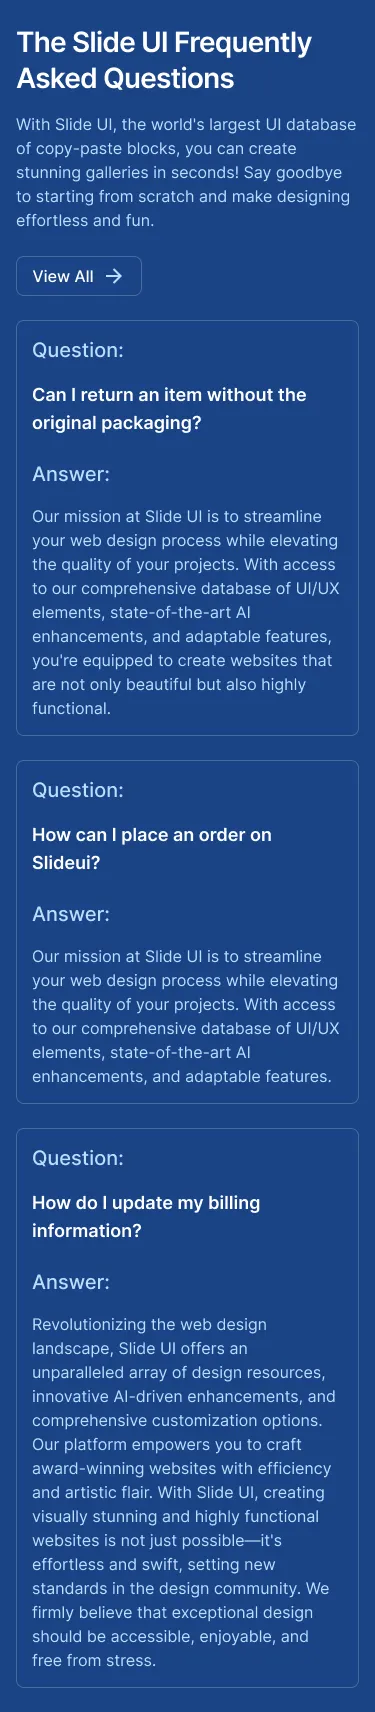 The Slide UI Frequently
Asked Questions
With Slide UI, the world's largest UI database
of copy-paste blocks, you can create
stunning galleries in seconds! Say goodbye
to starting from scratch and make designing
effortless and fun.
View All
Question:
Can I return an item without the
original packaging?
Answer:
Our mission at Slide UI is to streamline
your web design process while elevating
the quality of your projects. With access
to our comprehensive database of UI/UX
elements, state-of-the-art AI
enhancements, and adaptable features,
you're equipped to create websites that
are not only beautiful but also highly
functional.
Question:
How can I place an order on
Slideui?
Answer:
Our mission at Slide UI is to streamline
your web design process while elevating
the quality of your projects. With access
to our comprehensive database of UI/UX
elements, state-of-the-art AI
enhancements, and adaptable features.
Question:
How do I update my billing
information?
Answer:
Revolutionizing the web design
landscape, Slide UI offers an
unparalleled array of design resources,
innovative AI-driven enhancements, and
comprehensive customization options.
Our platform empowers you to craft
award-winning websites with efficiency
and artistic flair. With Slide UI, creating
visually stunning and highly functional
websites is not just possible—it's
effortless and swift, setting new
standards in the design community. We
firmly believe that exceptional design
should be accessible, enjoyable, and
free from stress.